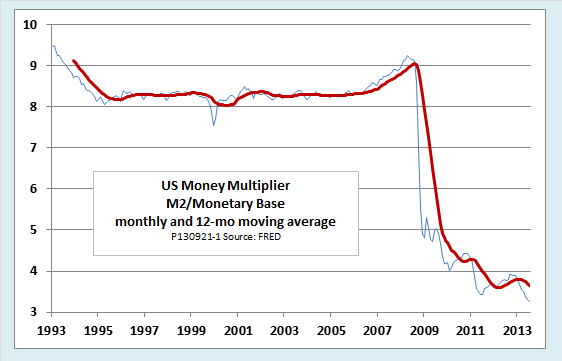 10
9
8
7
6
5
4
3
US Money Multiplier
M2/Monetary Base
monthly and 12-mo moving average
P130921-1 Source: FRED
1993 1995 1997 1999 2001 2003 2005 2007 2009 2011 2013